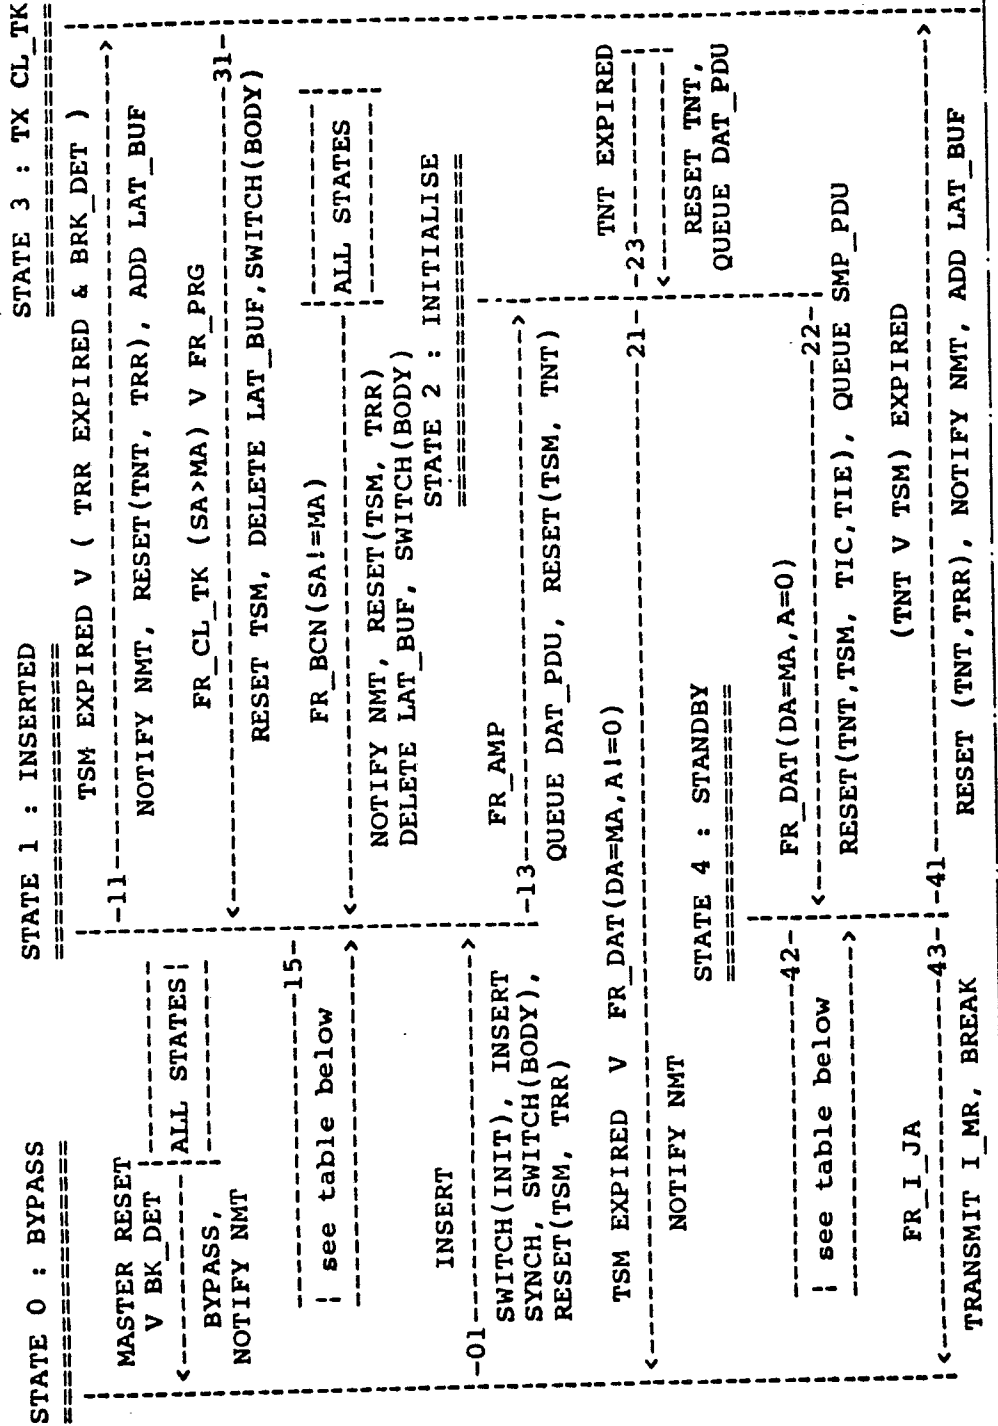 STATE 0 : BYPASS
STATE 1 : INSERTED
STATE 3 : TX CL_TK
MASTER RESET
V BK_DET
ALL STATES
BYPASS,
NOTIFY NMT
TSM EXPIRED V ( TRR EXPIRED & BRK_DET )
-11-
NOTIFY NMT, RESET(TNT, TRR), ADD LAT_BUF
FR_CL_TK (SA>MA) V FR_PRG
-31-
RESET TSM, DELETE LAT_BUF,SWITCH(BODY)
-15-
see table below
FR_BCN(SA!=MA)
ALL STATES
NOTIFY NMT, RESET(TSM, TRR)
DELETE LAT_BUF, SWITCH(BODY)
STATE 2 : INITIALISE
INSERT
-01-
SWITCH(INIT), INSERT
SYNCH, SWITCH(BODY),
RESET(TSM, TRR)
FR_AMP
-13-
QUEUE DAT_PDU, RESET(TSM, TNT)
TNT EXPIRED
-23-
RESET TNT,
QUEUE DAT_PDU
TSM EXPIRED V FR_DAT(DA=MA,A!=0)
-21-
NOTIFY NMT
STATE 4 : STANDBY
-42-
see table below
FR_DAT(DA=MA,A=0)
-22-
RESET(TNT,TSM, TIC,TIE), QUEUE SMP_PDU
(TNT V TSM) EXPIRED
FR_I_JA
-43-
-41-
TRANSMIT I_MR, BREAK
RESET (TNT,TRR), NOTIFY NMT, ADD LAT_BUF